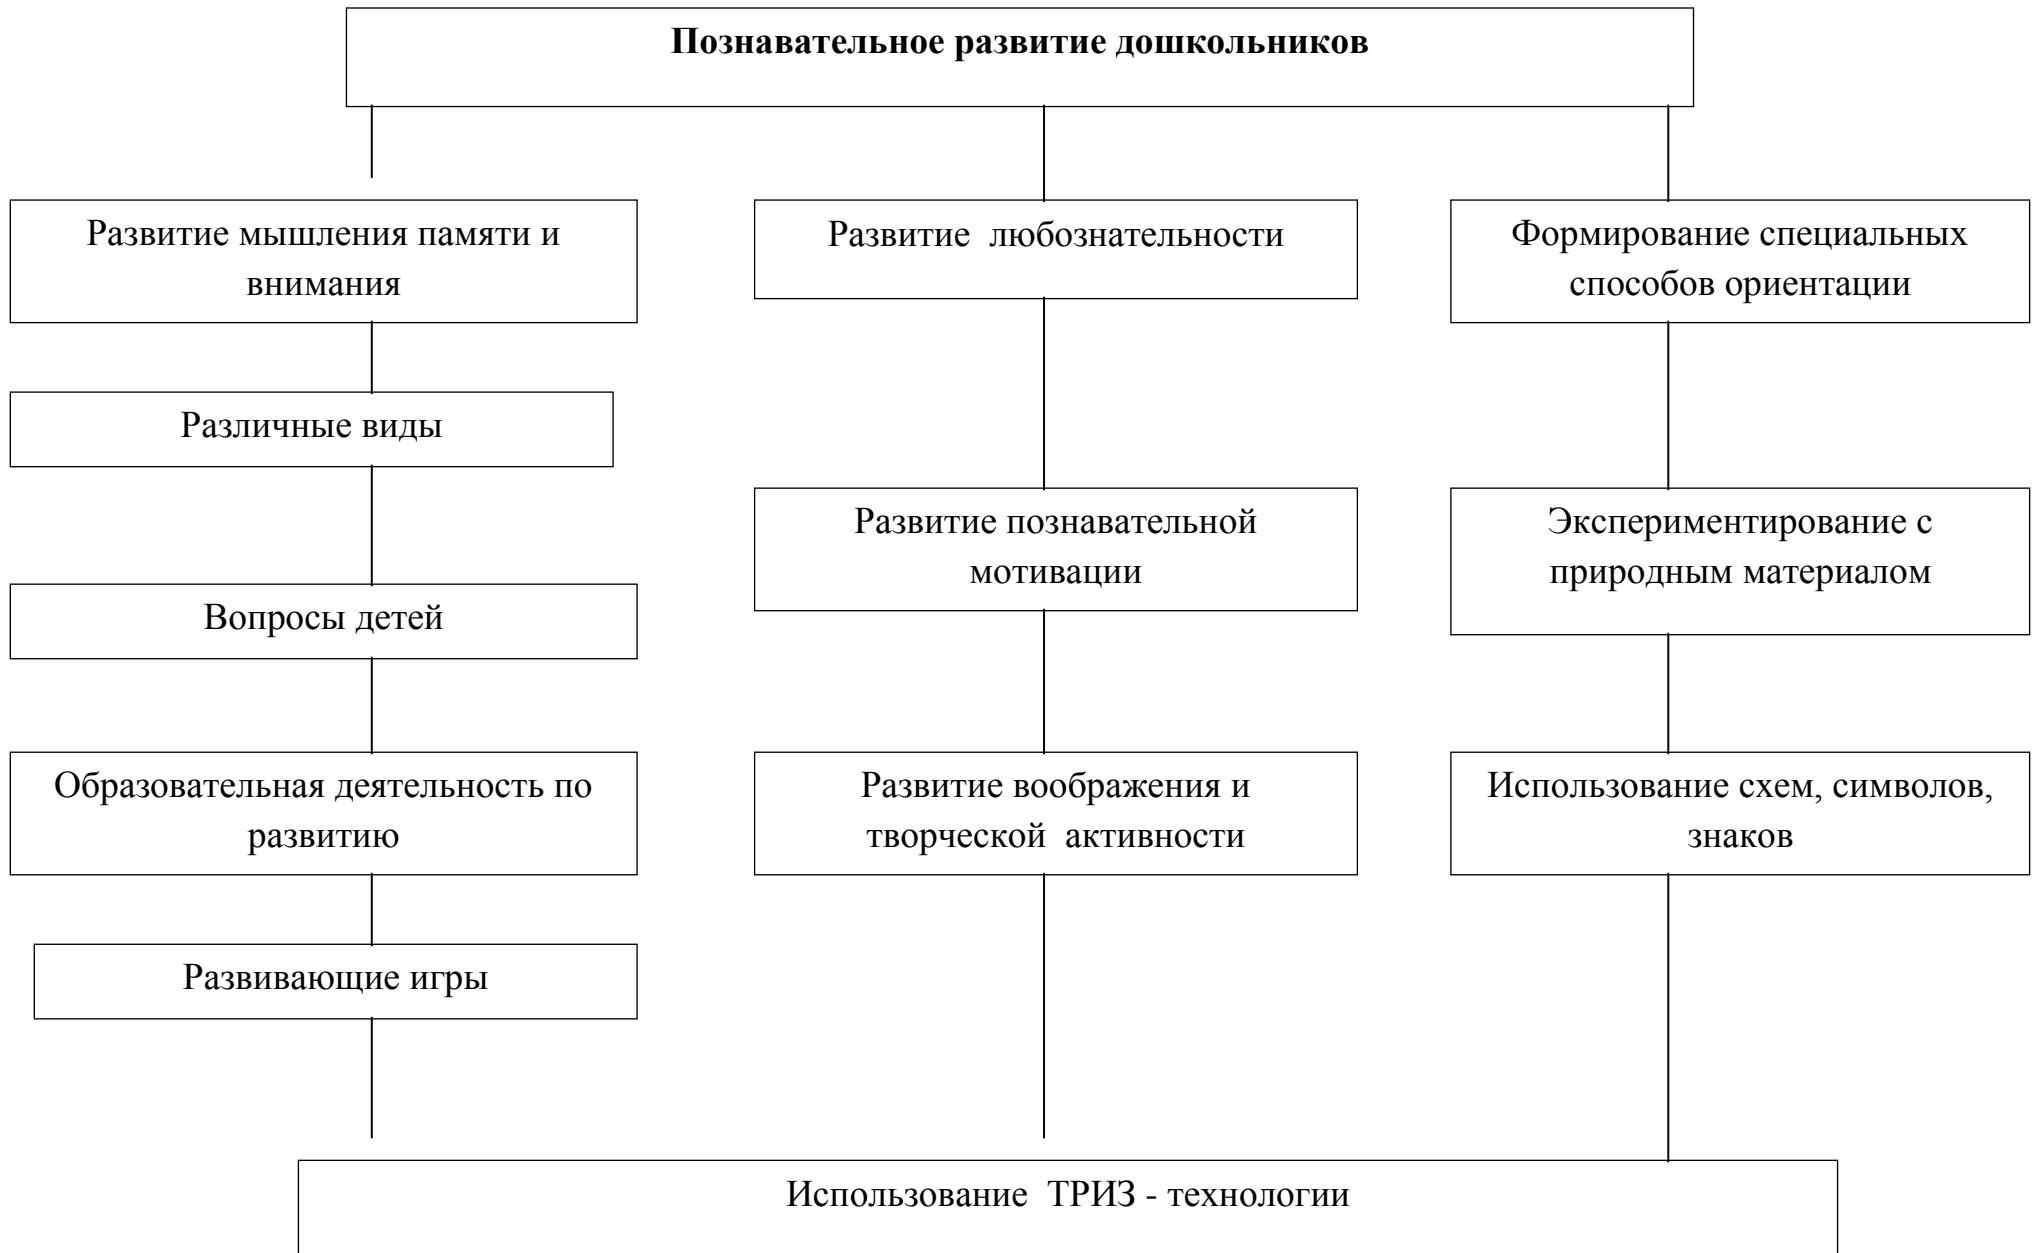 Познавательное развитие дошкольников
Развитие мышления памяти и
внимания
Развитие  любознательности
Формирование специальных
способов ориентации
Различные виды
Развитие познавательной
мотивации
Экспериментирование с
природным материалом
Вопросы детей
Образовательная деятельность по
развитию
Развитие воображения и
творческой  активности
Использование схем, символов,
знаков
Развивающие игры
Использование  ТРИЗ - технологии